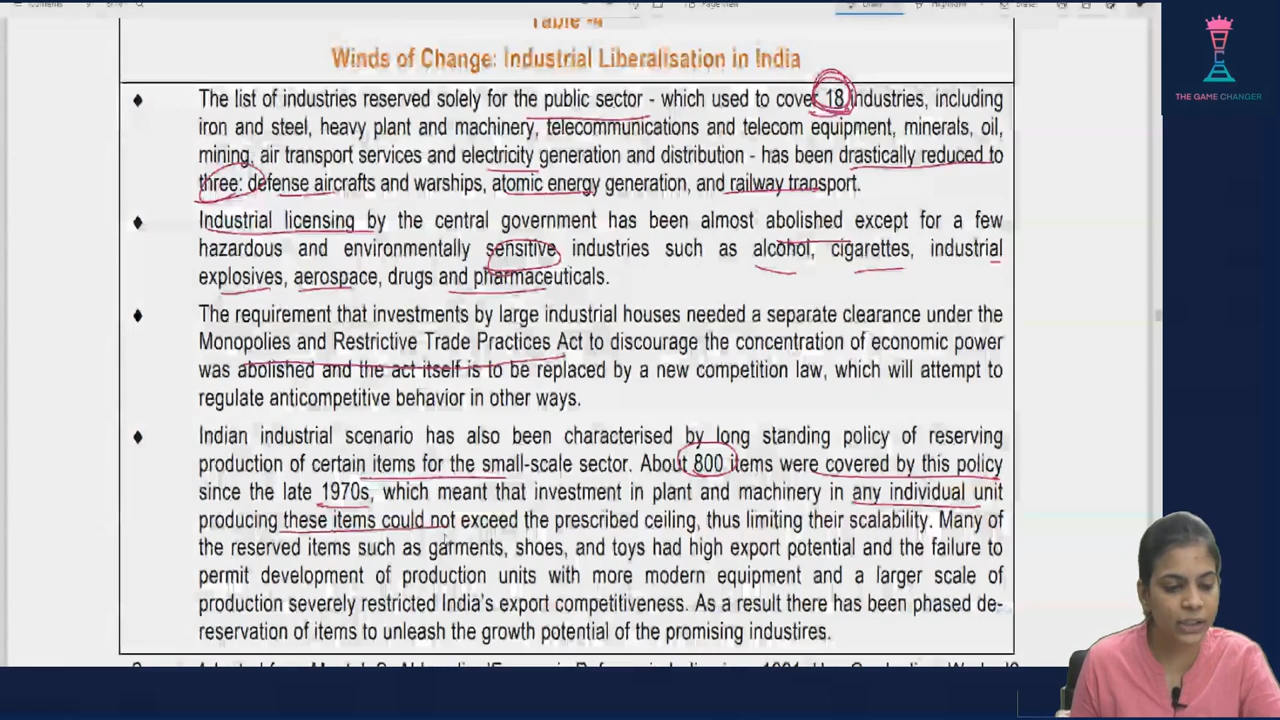 Table -4
Winds of Change: Industrial Liberalisation in India
THE GAME CHANGER
♦ The list of industries reserved solely for the public sector - which used to cover 18 industries, including
iron and steel, heavy plant and machinery, telecommunications and telecom equipment, minerals, oil,
mining, air transport services and electricity generation and distribution - has been drastically reduced to
three: defense aircrafts and warships, atomic energy generation, and railway transport.
♦ Industrial licensing by the central government has been almost abolished except for a few
hazardous and environmentally sensitive industries such as alcohol, cigarettes, industrial
explosives, aerospace, drugs and pharmaceuticals.
♦ The requirement that investments by large industrial houses needed a separate clearance under the
Monopolies and Restrictive Trade Practices Act to discourage the concentration of economic power
was abolished and the act itself is to be replaced by a new competition law, which will attempt to
regulate anticompetitive behavior in other ways.
♦ Indian industrial scenario has also been characterised by long standing policy of reserving
production of certain items for the small-scale sector. About 800 items were covered by this policy
since the late 1970s, which meant that investment in plant and machinery in any individual unit
producing these items could not exceed the prescribed ceiling, thus limiting their scalability. Many of
the reserved items such as garments, shoes, and toys had high export potential and the failure to
permit development of production units with more modern equipment and a larger scale of
production severely restricted India's export competitiveness. As a result there has been phased de-
reservation of items to unleash the growth potential of the promising industires.